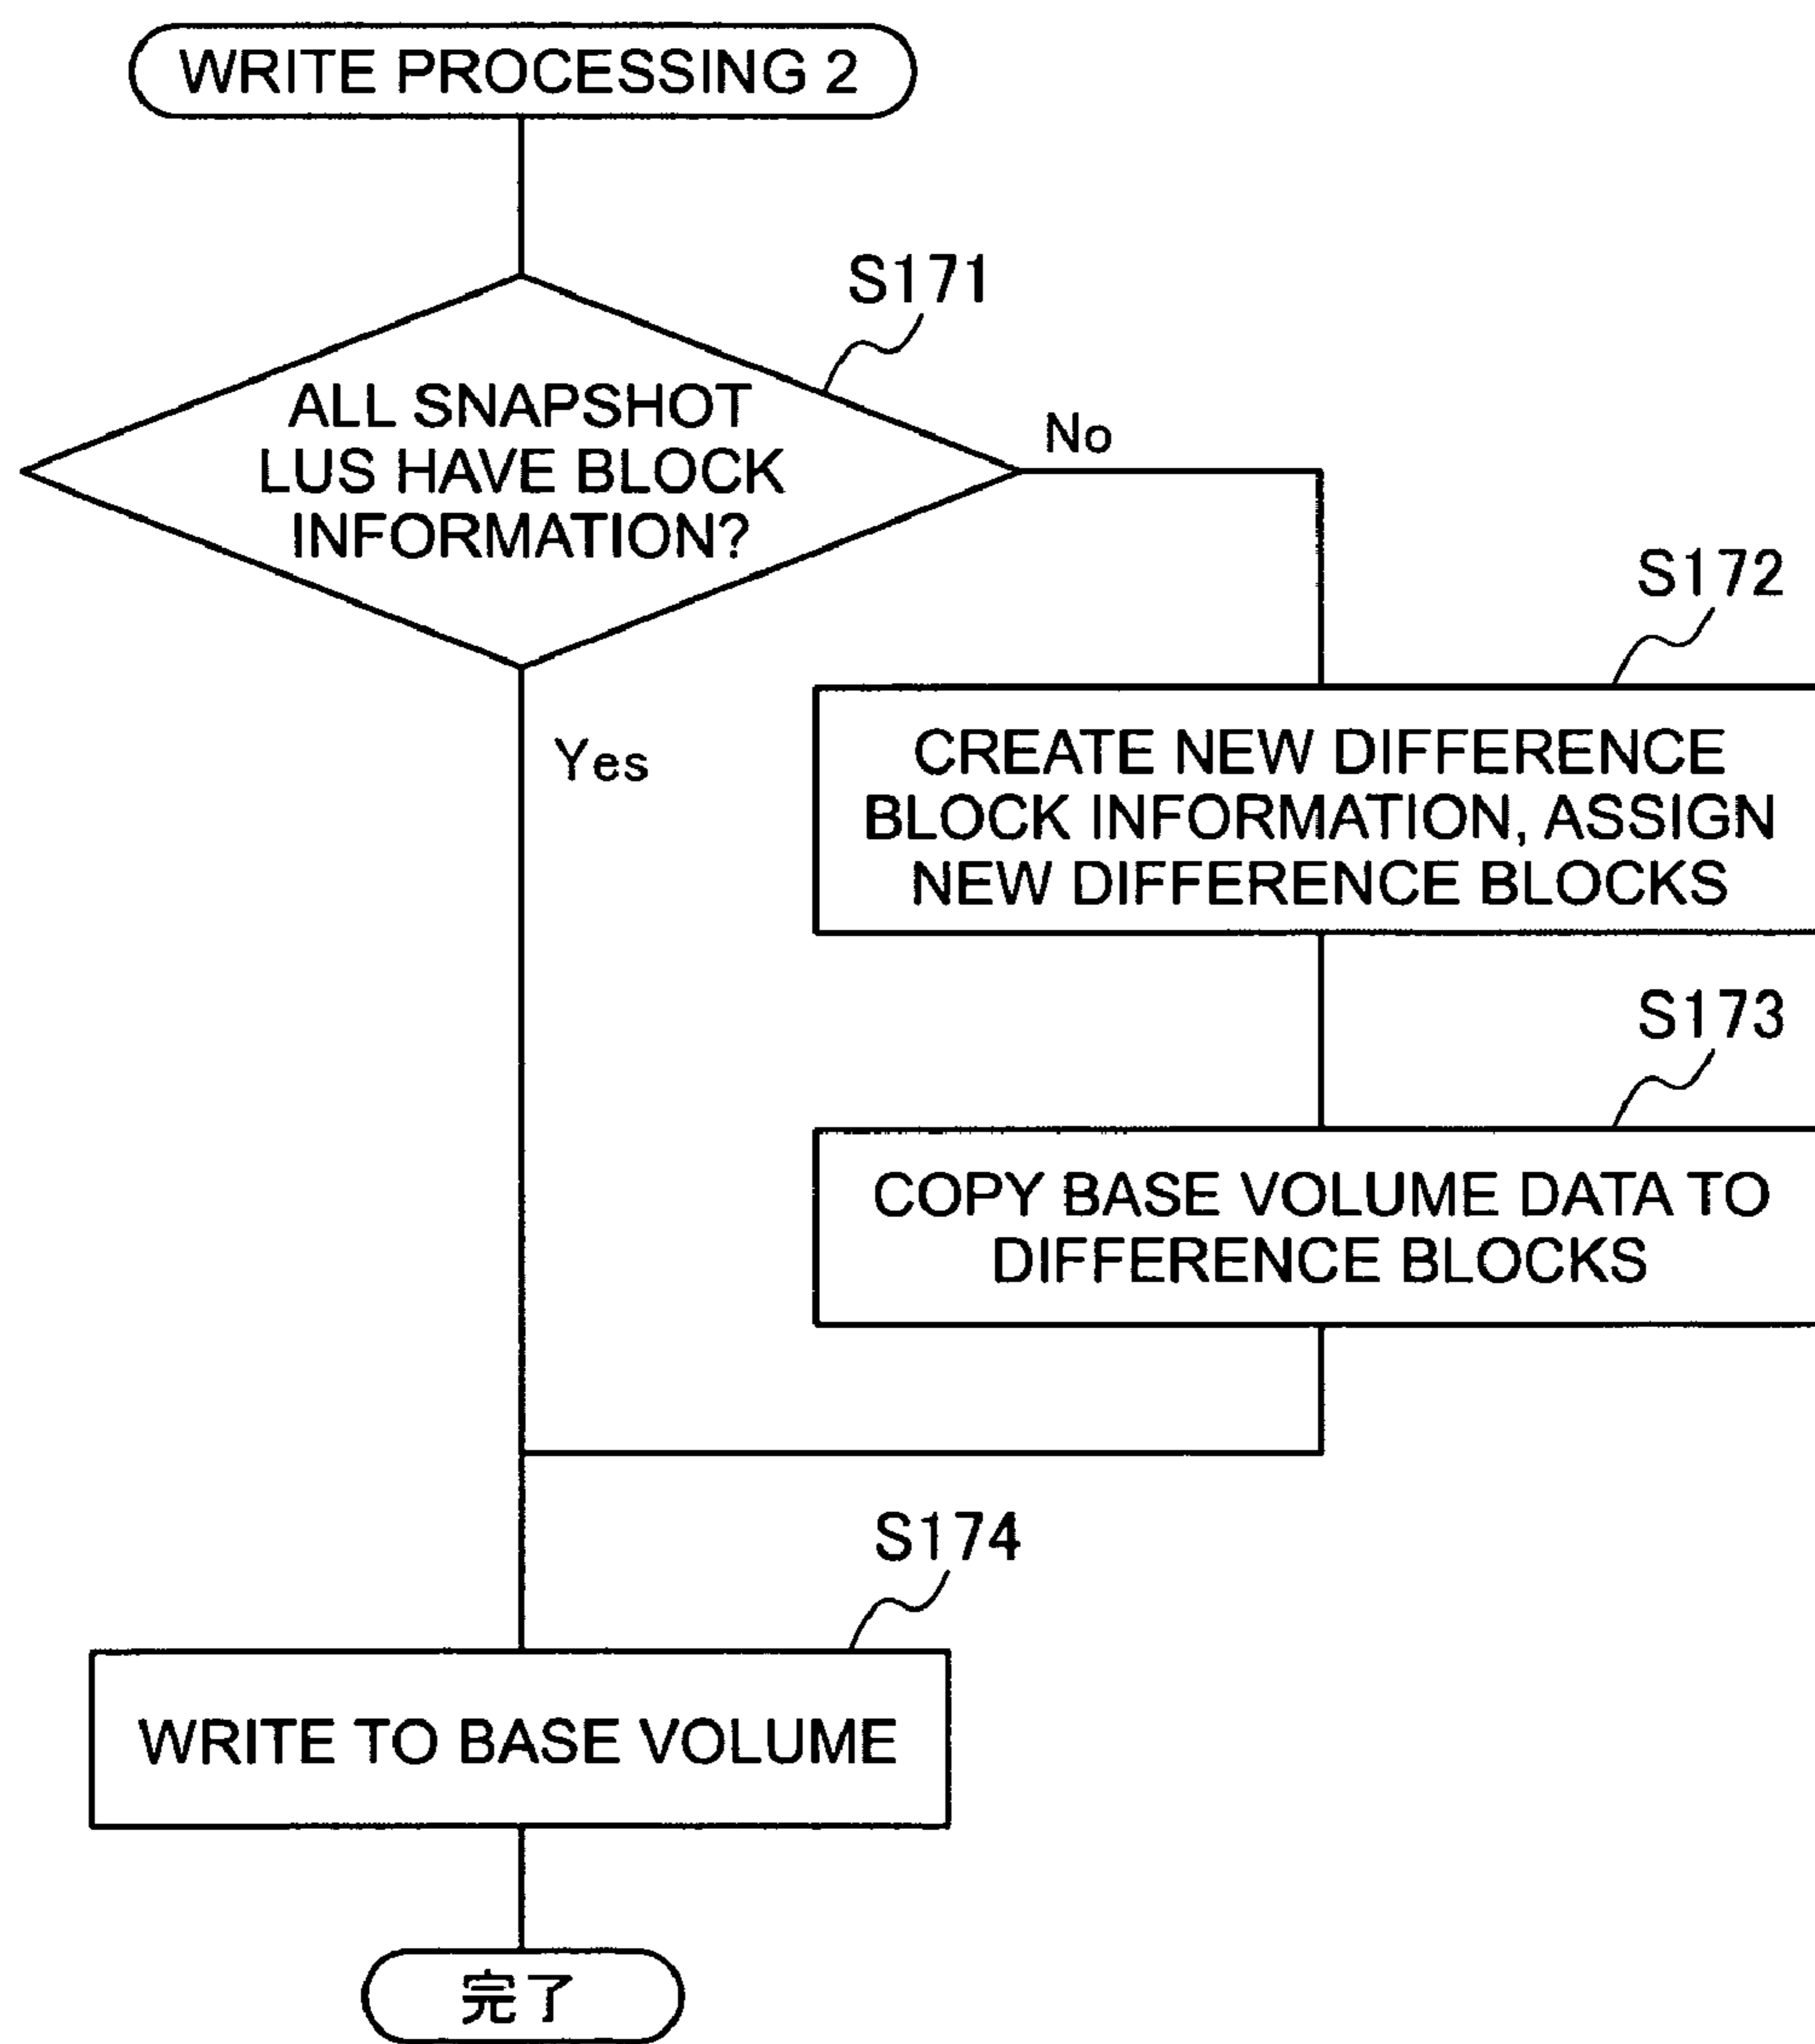 WRITE PROCESSING 2
S171
ALL SNAPSHOT
LUS HAVE BLOCK
INFORMATION?
No
Yes
S172
CREATE NEW DIFFERENCE
BLOCK INFORMATION, ASSIGN
NEW DIFFERENCE BLOCKS
S173
COPY BASE VOLUME DATA TO
DIFFERENCE BLOCKS
S174
WRITE TO BASE VOLUME
完了